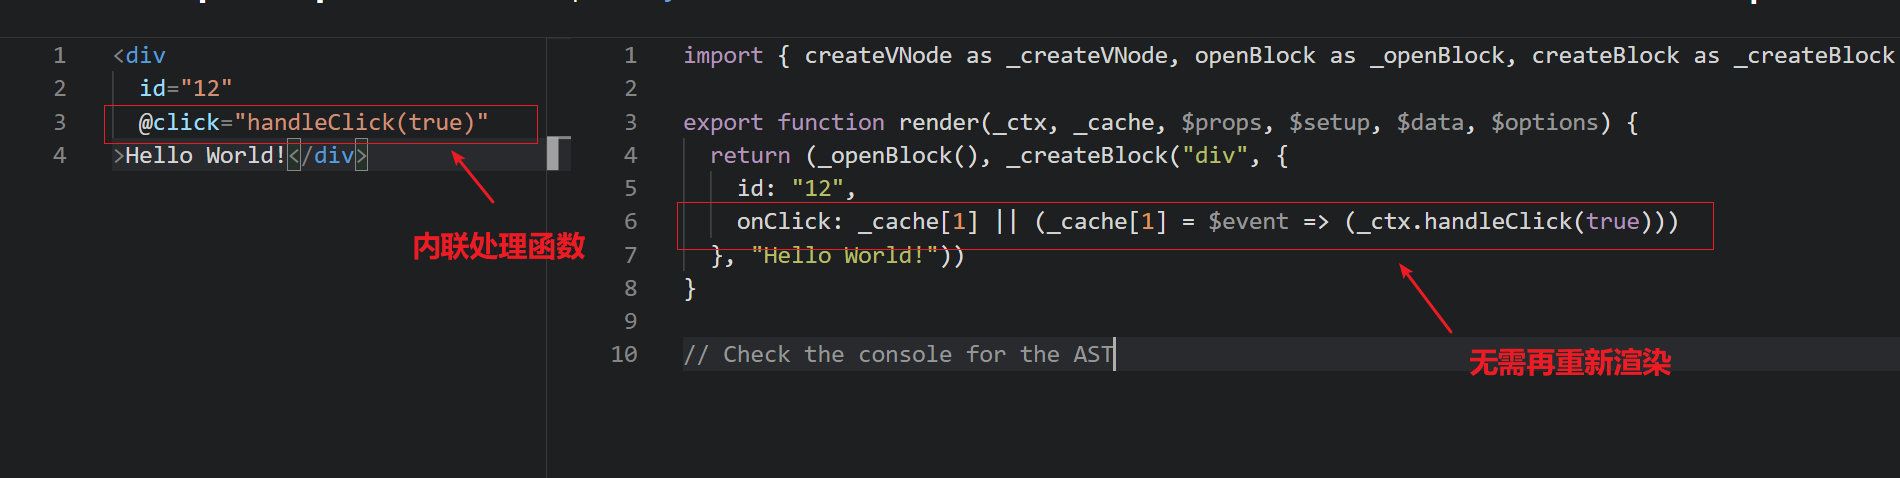 1 <div
2 id="12"
3 @click="handleClick(true)"
4 >Hello World!</div>
内联处理函数
1 import { createVNode as _createVNode, openBlock as _openBlock, createBlock as _createBlock
2
3 export function render(_ctx, _cache, $props, $setup, $data, $options) {
4 return (_openBlock(), _createBlock("div", {
5 id: "12",
6 onClick: _cache[1] || (_cache[1] = $event => (_ctx.handleClick(true)))
7 }, "Hello World!"))
8 }
9
10 // Check the console for the AST
无需再重新渲染